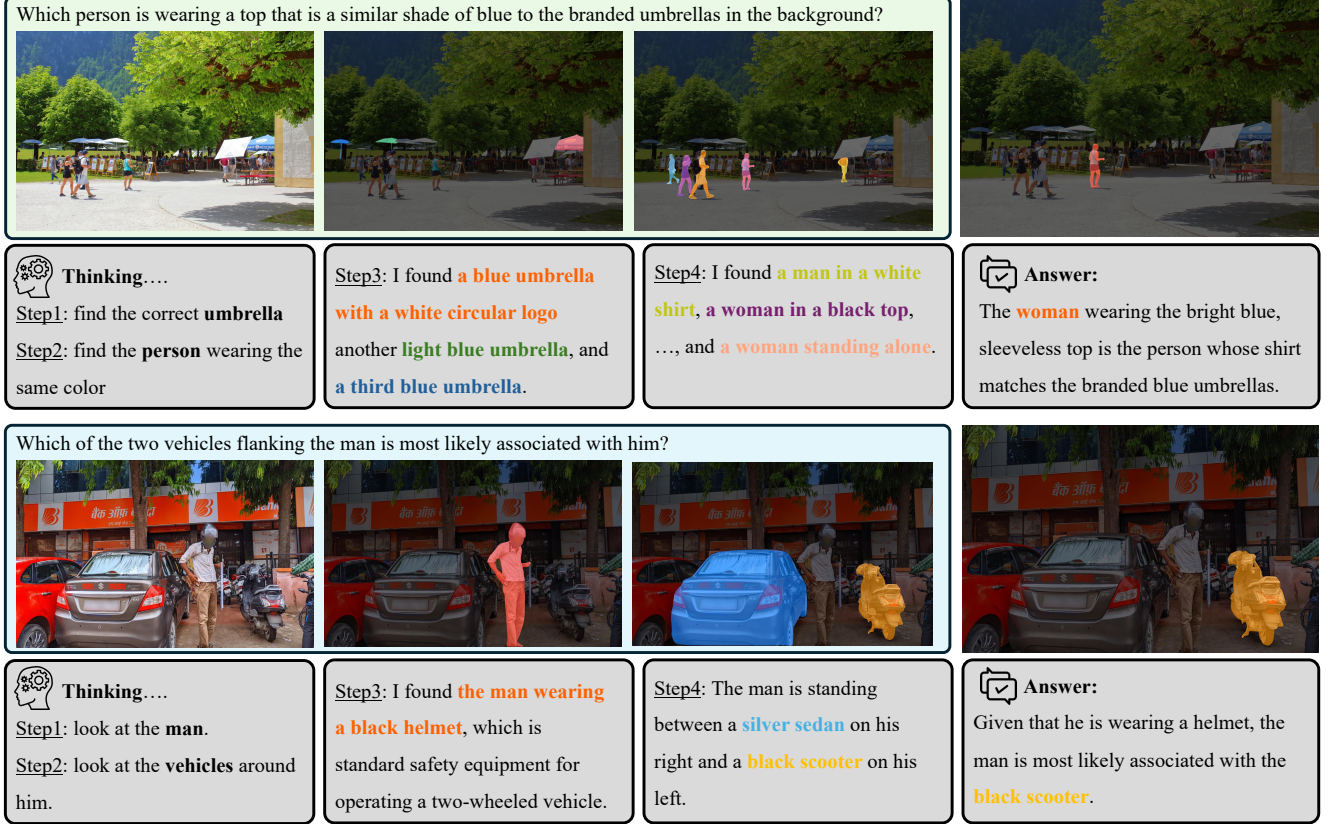 Which person is wearing a top that is a similar shade of blue to the branded umbrellas in the background?
Thinking….
Step1: find the correct umbrella
Step2: find the person wearing the
same color
Step3: I found a blue umbrella
with a white circular logo
another light blue umbrella, and
a third blue umbrella.
Step4: I found a man in a white
shirt, a woman in a black top,
…, and a woman standing alone.
Answer:
The woman wearing the bright blue,
sleeveless top is the person whose shirt
matches the branded blue umbrellas.
Which of the two vehicles flanking the man is most likely associated with him?
बैंक ऑफ़
बैंक ऑफ़
बैंक ऑफ़
बैंक ऑफ़
Thinking….
Step1: look at the man.
Step2: look at the vehicles around
him.
Step3: I found the man wearing
a black helmet, which is
standard safety equipment for
operating a two-wheeled vehicle.
Step4: The man is standing
between a silver sedan on his
right and a black scooter on his
left.
Answer:
Given that he is wearing a helmet, the
man is most likely associated with the
black scooter.